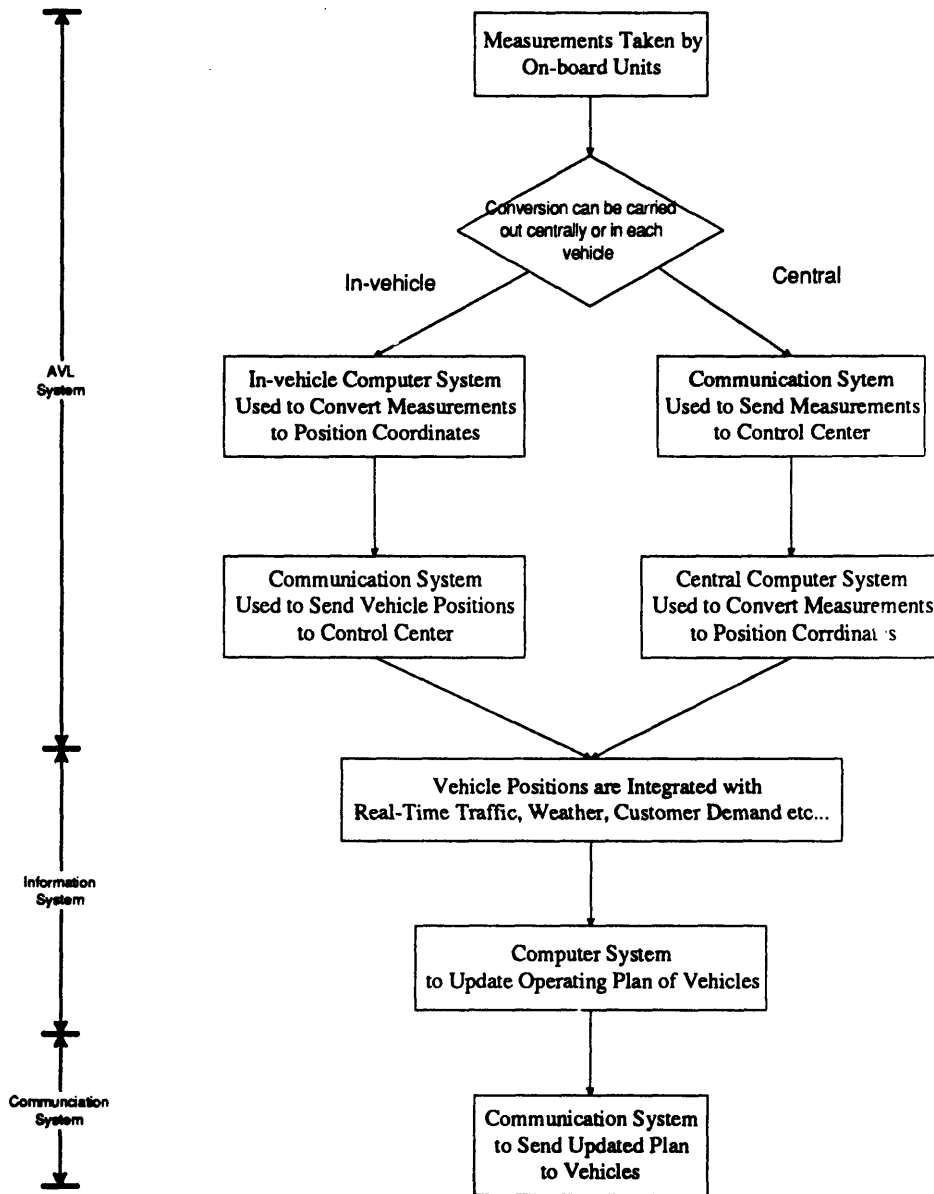 Measurements Taken by
On-board Units
Conversion can be carried
out centrally or in each
vehicle
In-vehicle
Central
AVL
System
In-vehicle Computer System
Used to Convert Measurements
to Position Coordinates
Communication Sytem
Used to Send Measurements
to Control Center
Communication System
Used to Send Vehicle Positions
to Control Center
Central Computer System
Used to Convert Measurements
to Position
Vehicle Positions are Integrated with
Real-Time Traffic, Weather, Customer Demand etc...
Information
System
Computer System
to Update Operating Plan of Vehicles
Communciation
System
Communication System
to Send Updated Plan
to Vehicles